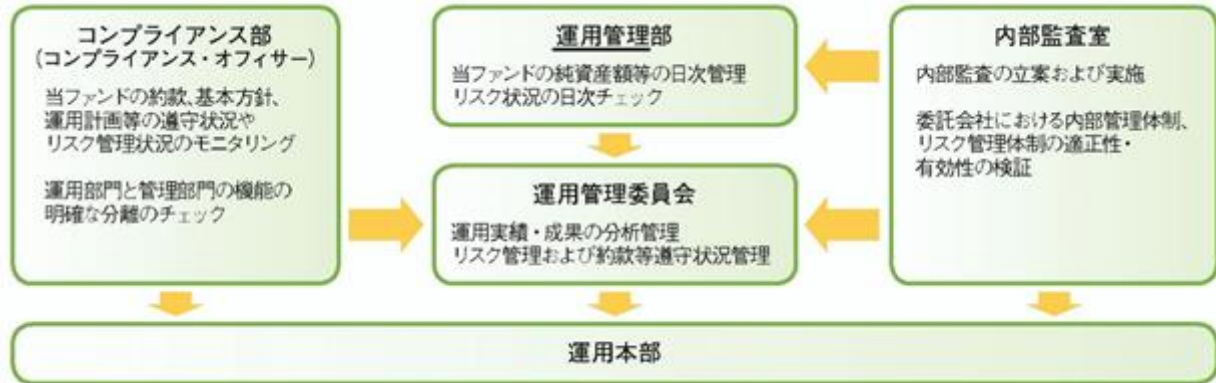 コンプライアンス部
(コンプライアンス・オフィサー)
当ファンドの約款、基本方針、
運用計画等の遵守状況や
リスク管理状況のモニタリング
運用部門と管理部門の機能の
明確な分離のチェック
運用管理部
当ファンドの純資産額等の日次管理
リスク状況の日次チェック
運用管理委員会
運用実績・成果の分析管理
リスク管理および約款等遵守状況管理
内部監査室
内部監査の立案および実施
委託会社における内部管理体制、
リスク管理体制の適正性・
有効性の検証
運用本部